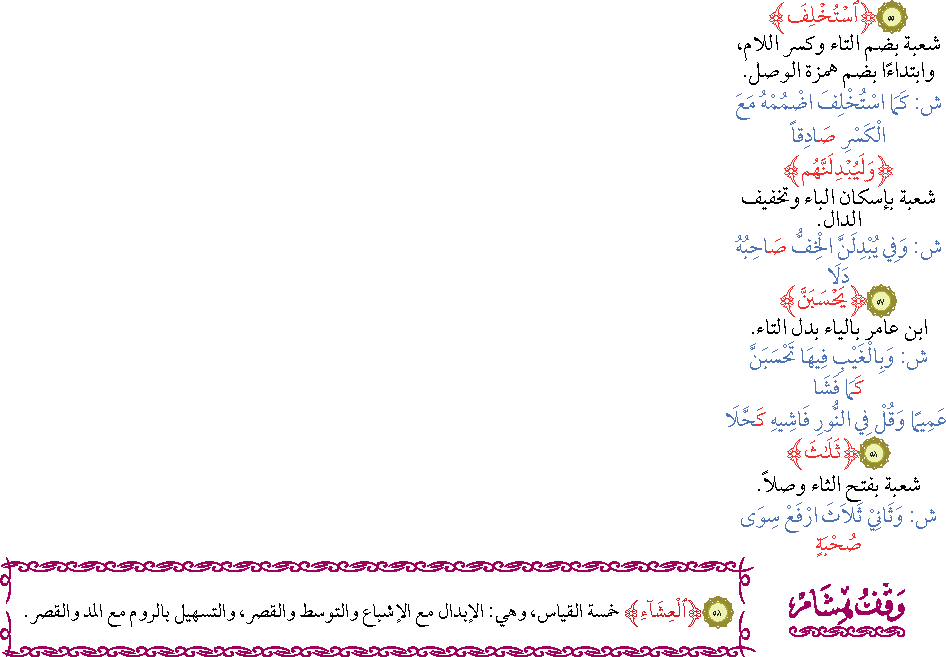 ٥٥ ﴿ٱسْتُخْلِفَ﴾
شعبة بضم التاء وكسر اللام،
وابتداءًا بضم همزة الوصل.
ش: كَمَا اسْتُخْلِفَ اضْمُمْهُ مَعَ
الْكَسْرِ صَادِقاً
﴿وَلَيُبْدِلَنَّهُم﴾
شعبة بإسكان الباء وتخفيف
الدال.
ش: وَفِي يُبْدِلَنَّ الْخِفُّ صَاحِبُهُ
دَلَا
٥٧ ﴿يَحْسَبَنَّ﴾
ابن عامر بالياء بدل التاء.
ش: وَبِالْغَيْبِ فِيهَا تَحْسَبَنَّ
كَمَا فَشَا
عَمِيمًا وَقُلْ فِي النُّورِ فَاشِيهِ كَحَّلَا
٥٨ ﴿ثَلَٰثَ﴾
شعبة بفتح الثاء وصلاً.
ش: وَثَانِيْ ثَلَاثَ ارْفَعْ سِوَى
صُحْبَةٍ
وَقْفُ هِشَامْ
٥٨ ﴿ٱلْعِشَآءِ﴾ خمسة القياس، وهي: الإبدال مع الإشباع والتوسط والقصر، والتسهيل بالروم مع المد والقصر.